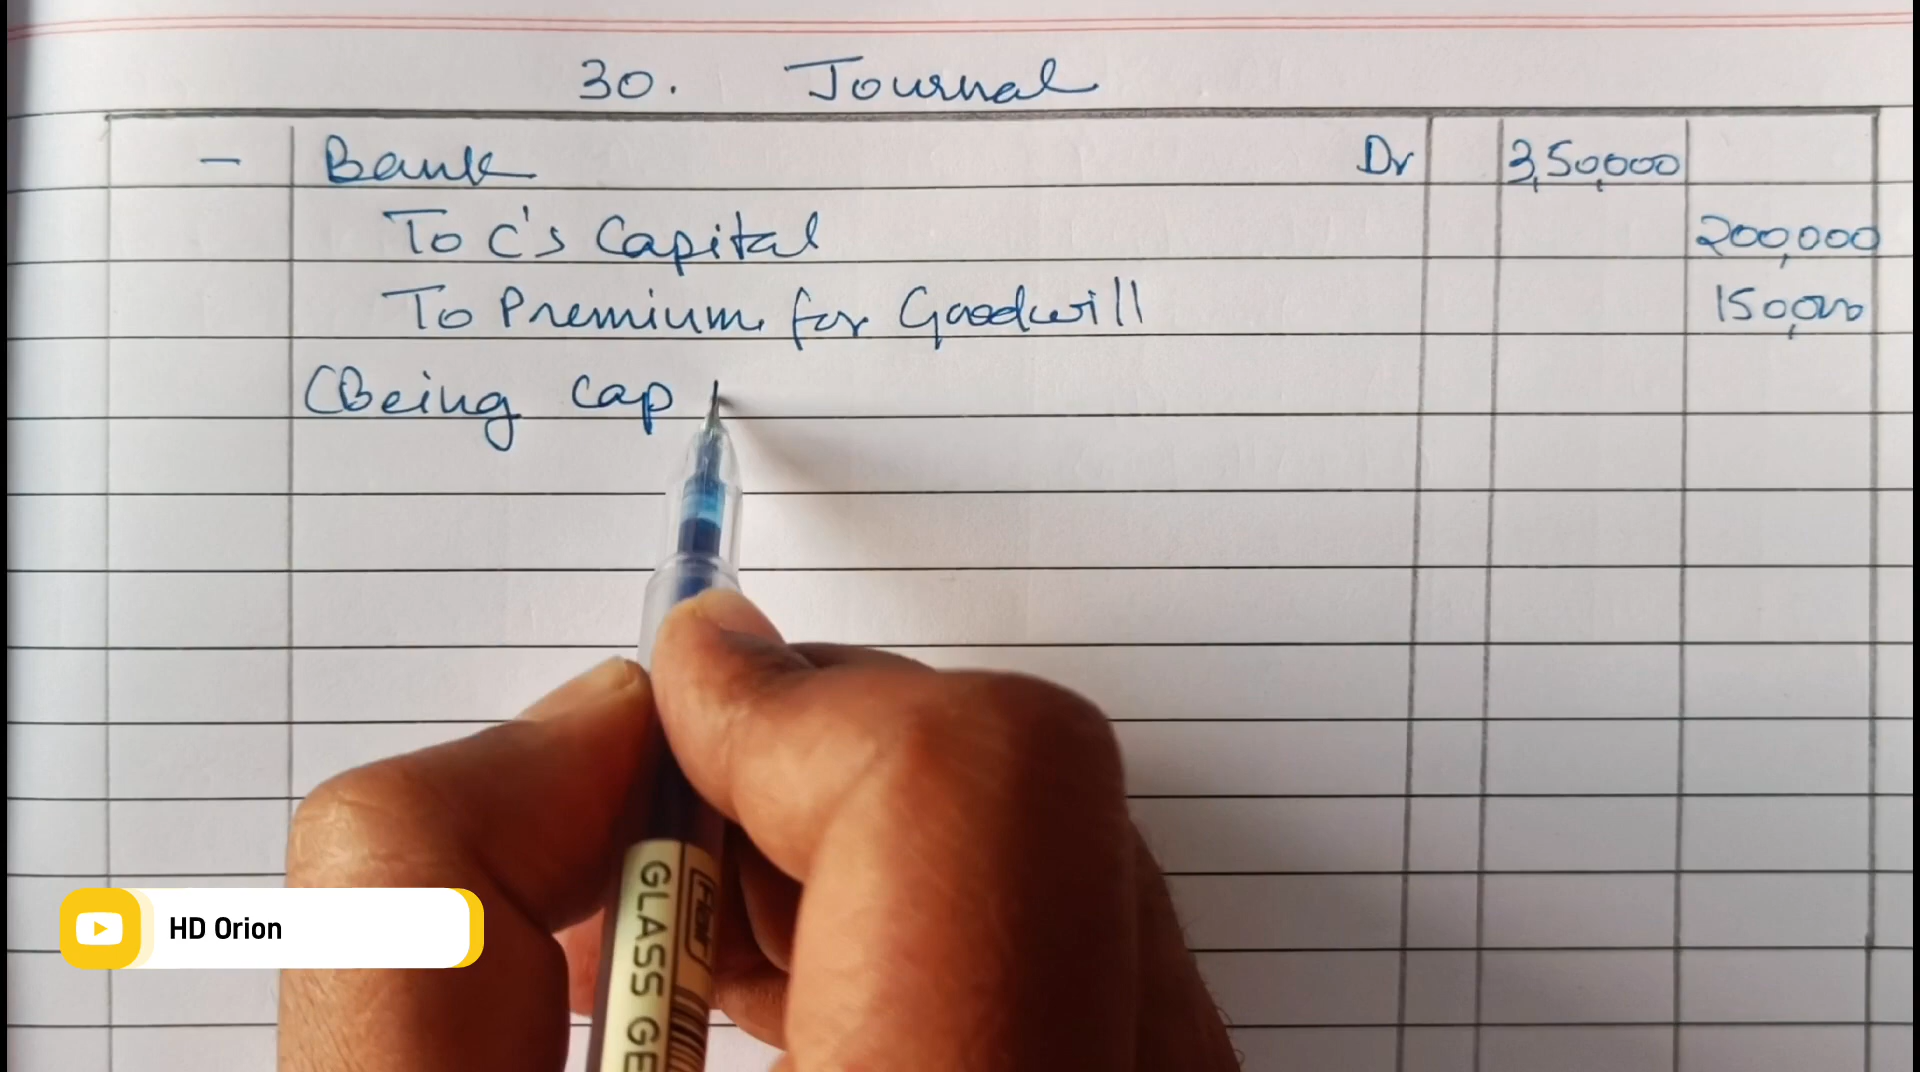 30. Journal
- Bank Dr 3,50,000
To C's Capital 200,000
To Premium for Goodwill 150,000
(Being cap
HD Orion
Flair
GLASS GE